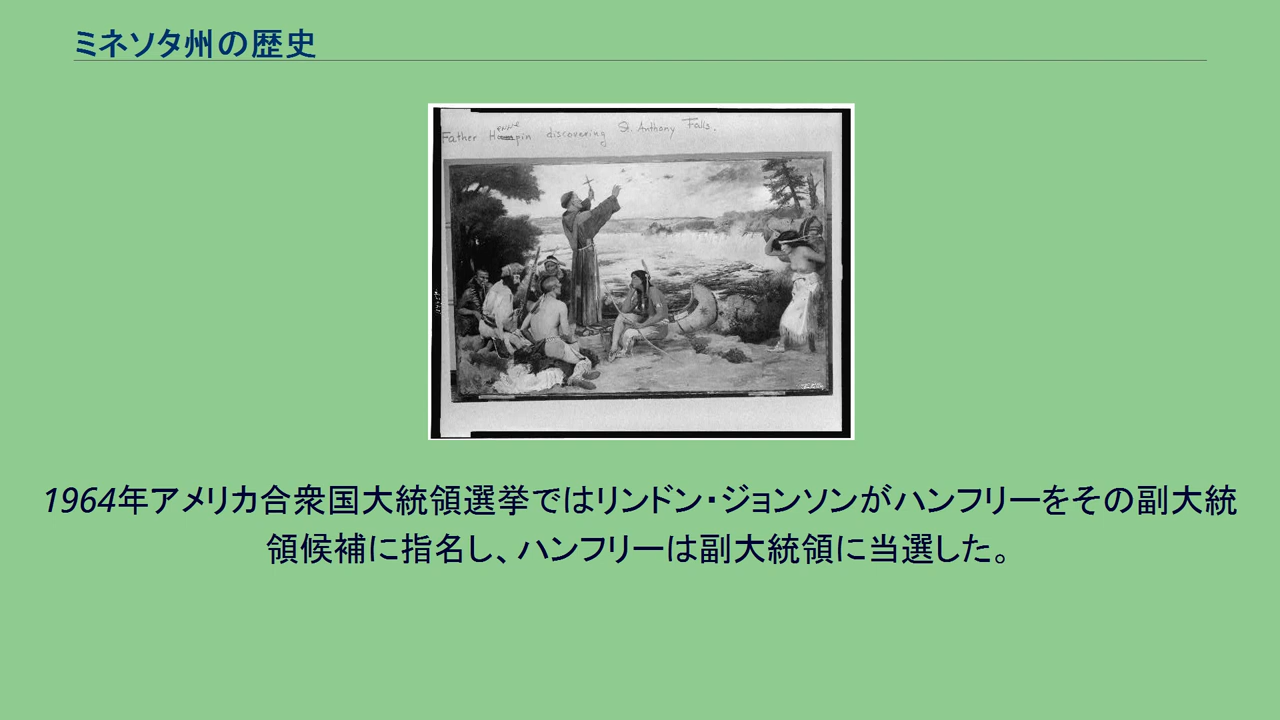 ミネソタ州の歴史
Father Hennepin discovering St. Anthony Falls.
1964年アメリカ合衆国大統領選挙ではリンドン・ジョンソンがハンフリーをその副大統
領候補に指名し、ハンフリーは副大統領に当選した。